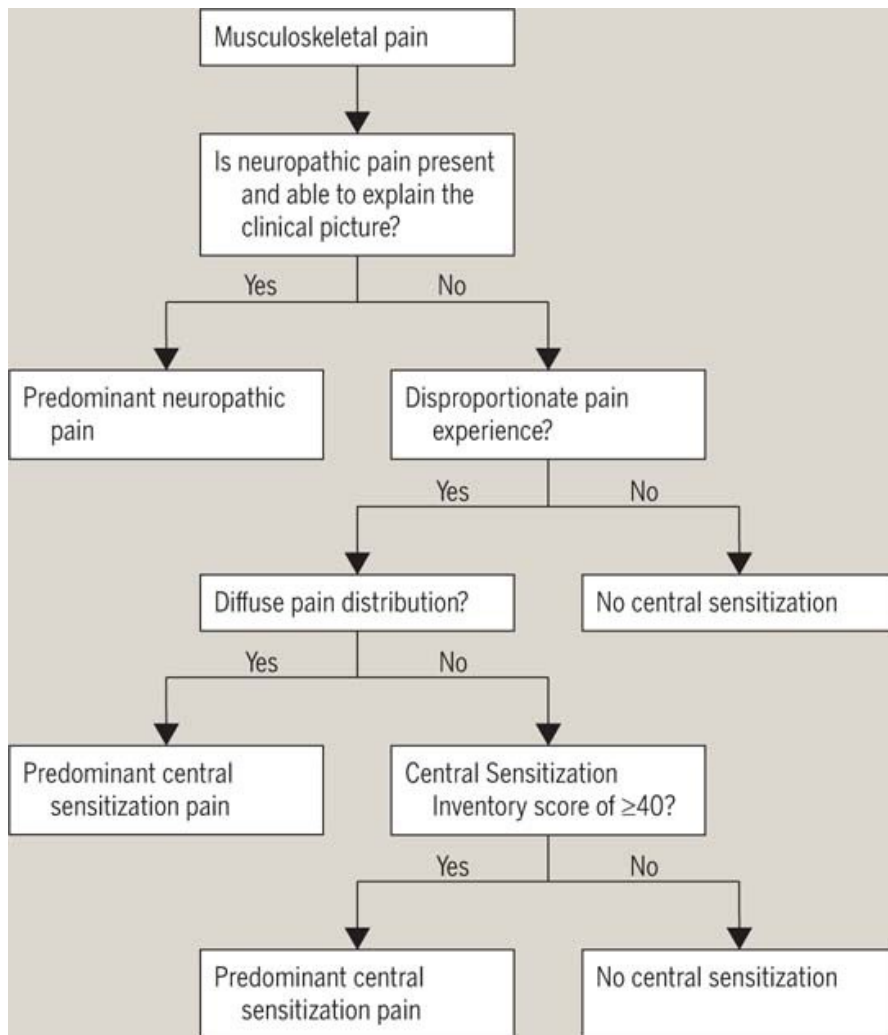 Musculoskeletal pain
Is neuropathic pain present
and able to explain the
clinical picture?
Yes
No
Predominant neuropathic
pain
Disproportionate pain
experience?
Yes
No
Diffuse pain distribution?
No central sensitization
Yes
No
Predominant central
sensitization pain
Central Sensitization
Inventory score of ≥40?
Yes
No
Predominant central
sensitization pain
No central sensitization